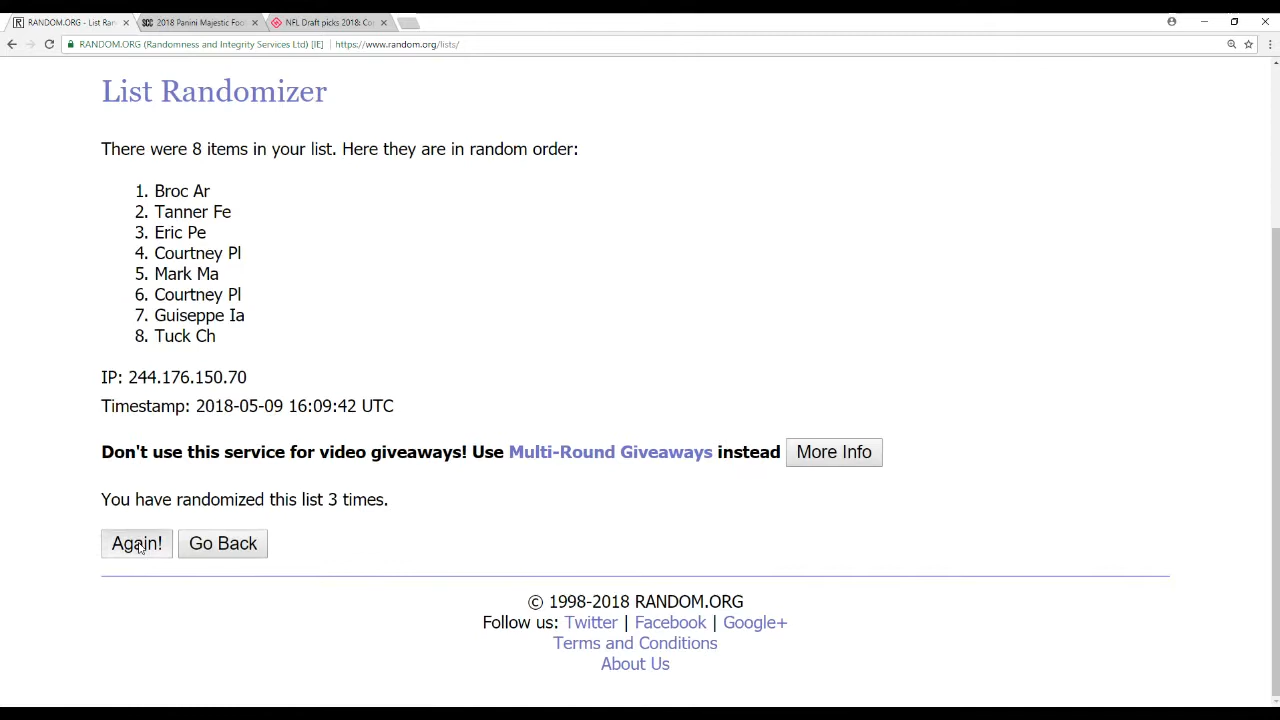 RANDOM.ORG - List Ran
2018 Panini Majestic Foo
NFL Draft picks 2018: Co
RANDOM.ORG (Randomness and Integrity Services Ltd) [IE] https://www.random.org/lists/
List Randomizer
There were 8 items in your list. Here they are in random order:
1. Broc Ar
2. Tanner Fe
3. Eric Pe
4. Courtney Pl
5. Mark Ma
6. Courtney Pl
7. Guiseppe Ia
8. Tuck Ch
IP: 244.176.150.70
Timestamp: 2018-05-09 16:09:42 UTC
Don't use this service for video giveaways! Use Multi-Round Giveaways instead More Info
You have randomized this list 3 times.
Again! Go Back
© 1998-2018 RANDOM.ORG
Follow us: Twitter | Facebook | Google+
Terms and Conditions
About Us